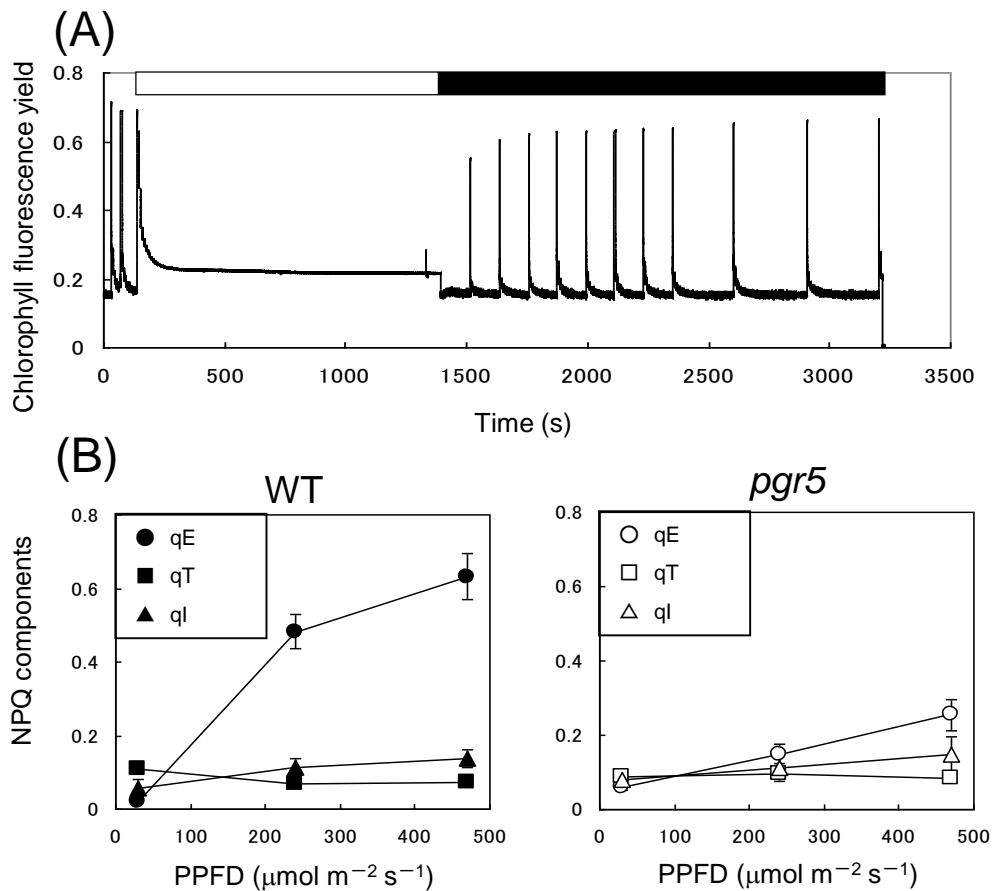 (A)
Chlorophyll fluorescence yield
0.8
0.6
0.4
0.2
0
0 500 1000 1500 2000 2500 3000 3500
Time (s)
(B)
WT
NPQ components
0.8
0.6
0.4
0.2
0
qE
qT
qI
0 100 200 300 400 500
PPFD (μmol m⁻² s⁻¹)
pgr5
0.8
0.6
0.4
0.2
0
qE
qT
qI
0 100 200 300 400 500
PPFD (μmol m⁻² s⁻¹)